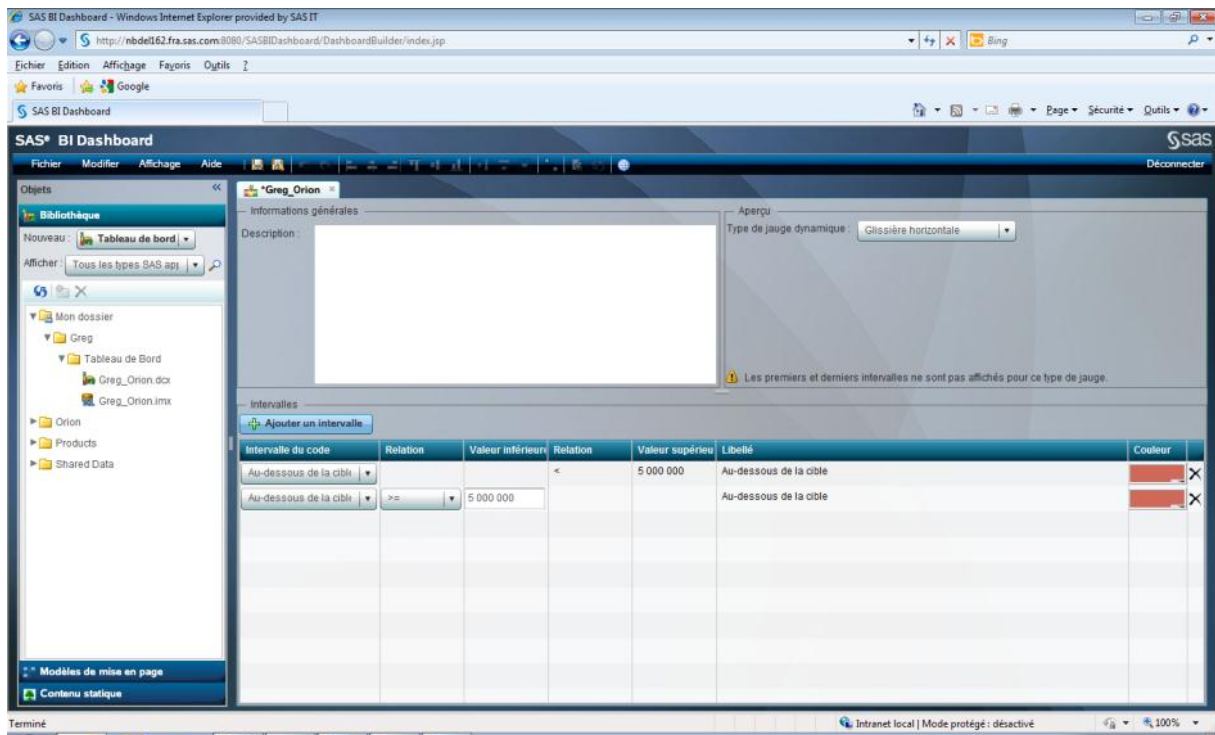 SAS BI Dashboard - Windows Internet Explorer provided by SAS IT
http://nbdel162.fra.sas.com:8080/SASBIDashboard/DashboardBuilder/index.jsp
Bing
Fichier Edition Affichage Favoris Outils ?
Favoris Google
SAS BI Dashboard
Page Sécurité Outils
SAS® BI Dashboard
sas
Fichier Modifier Affichage Aide
Déconnecter
Objets
*Greg_Orion
Bibliothèque
Nouveau : Tableau de bord
Afficher : Tous les types SAS app
Mon dossier
Greg
Tableau de Bord
Greg_Orion.dcx
Greg_Orion.imx
Orion
Products
Shared Data
Modèles de mise en page
Contenu statique
Informations générales
Description :
Aperçu
Type de jauge dynamique : Glissière horizontale
Les premiers et derniers intervalles ne sont pas affichés pour ce type de jauge.
Intervalles
Ajouter un intervalle
Intervalle du code Relation Valeur inférieure Relation Valeur supérieu Libellé Couleur
Au-dessous de la cible < 5 000 000 Au-dessous de la cible
Au-dessous de la cible >= 5 000 000 Au-dessous de la cible
Terminé
Intranet local | Mode protégé : désactivé
100%